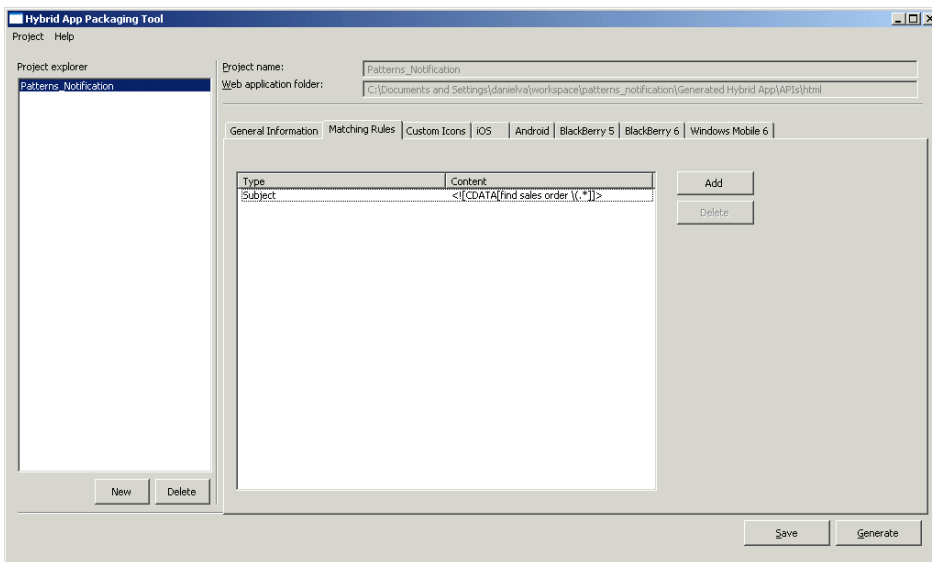 Hybrid App Packaging Tool
Project Help
Project explorer
Patterns_Notification
New Delete
Project name: Patterns_Notification
Web application folder: C:\Documents and Settings\danielva\workspace\patterns_notification\Generated Hybrid App\APIs\html
General Information Matching Rules Custom Icons iOS Android BlackBerry 5 BlackBerry 6 Windows Mobile 6
Type Content
Subject <![CDATA[find sales order \(.*]]>
Add
Delete
Save Generate